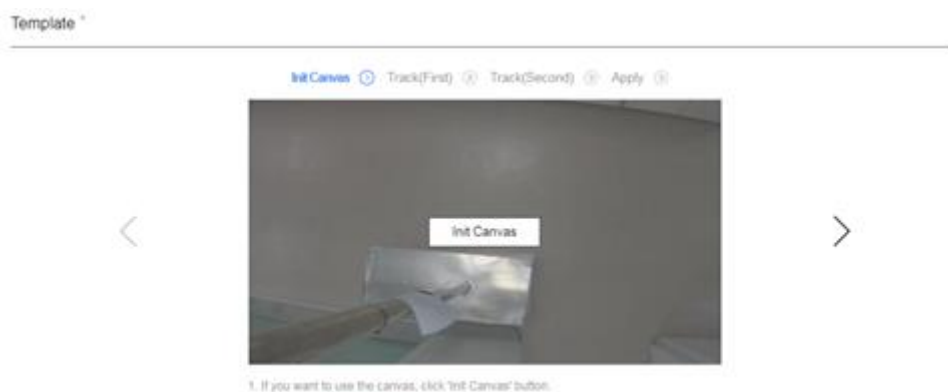 Template *
Init Canvas Track(First) Track(Second) Apply
Init Canvas
1. If you want to use the canvas, click 'Init Canvas' button.